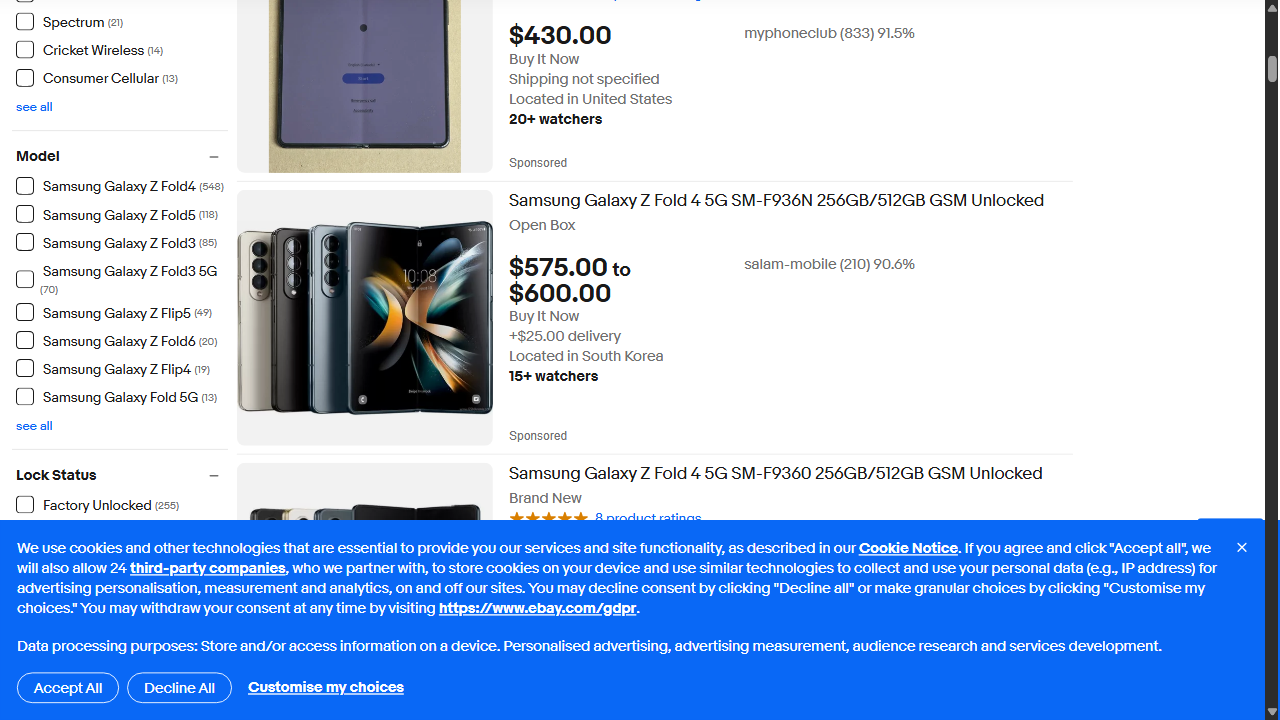 Spectrum (21)
Cricket Wireless (14)
Consumer Cellular (13)
see all
Model
Samsung Galaxy Z Fold4 (548)
Samsung Galaxy Z Fold5 (118)
Samsung Galaxy Z Fold3 (85)
Samsung Galaxy Z Fold3 5G
(70)
Samsung Galaxy Z Flip5 (49)
Samsung Galaxy Z Fold6 (20)
Samsung Galaxy Z Flip4 (19)
Samsung Galaxy Fold 5G (13)
see all
Lock Status
Factory Unlocked (255)
Start
$430.00
Buy It Now
Shipping not specified
Located in United States
20+ watchers
myphoneclub (833) 91.5%
Sponsored
Samsung Galaxy Z Fold 4 5G SM-F936N 256GB/512GB GSM Unlocked
Open Box
10:08
$575.00 to
$600.00
Buy It Now
+$25.00 delivery
Located in South Korea
15+ watchers
salam-mobile (210) 90.6%
Sponsored
Samsung Galaxy Z Fold 4 5G SM-F9360 256GB/512GB GSM Unlocked
Brand New
8 product ratings
We use cookies and other technologies that are essential to provide you our services and site functionality, as described in our Cookie Notice. If you agree and click "Accept all", we
will also allow 24 third-party companies, who we partner with, to store cookies on your device and use similar technologies to collect and use your personal data (e.g., IP address) for
advertising personalisation, measurement and analytics, on and off our sites. You may decline consent by clicking "Decline all" or make granular choices by clicking "Customise my
choices." You may withdraw your consent at any time by visiting https://www.ebay.com/gdpr.
Data processing purposes: Store and/or access information on a device. Personalised advertising, advertising measurement, audience research and services development.
Accept All
Decline All
Customise my choices